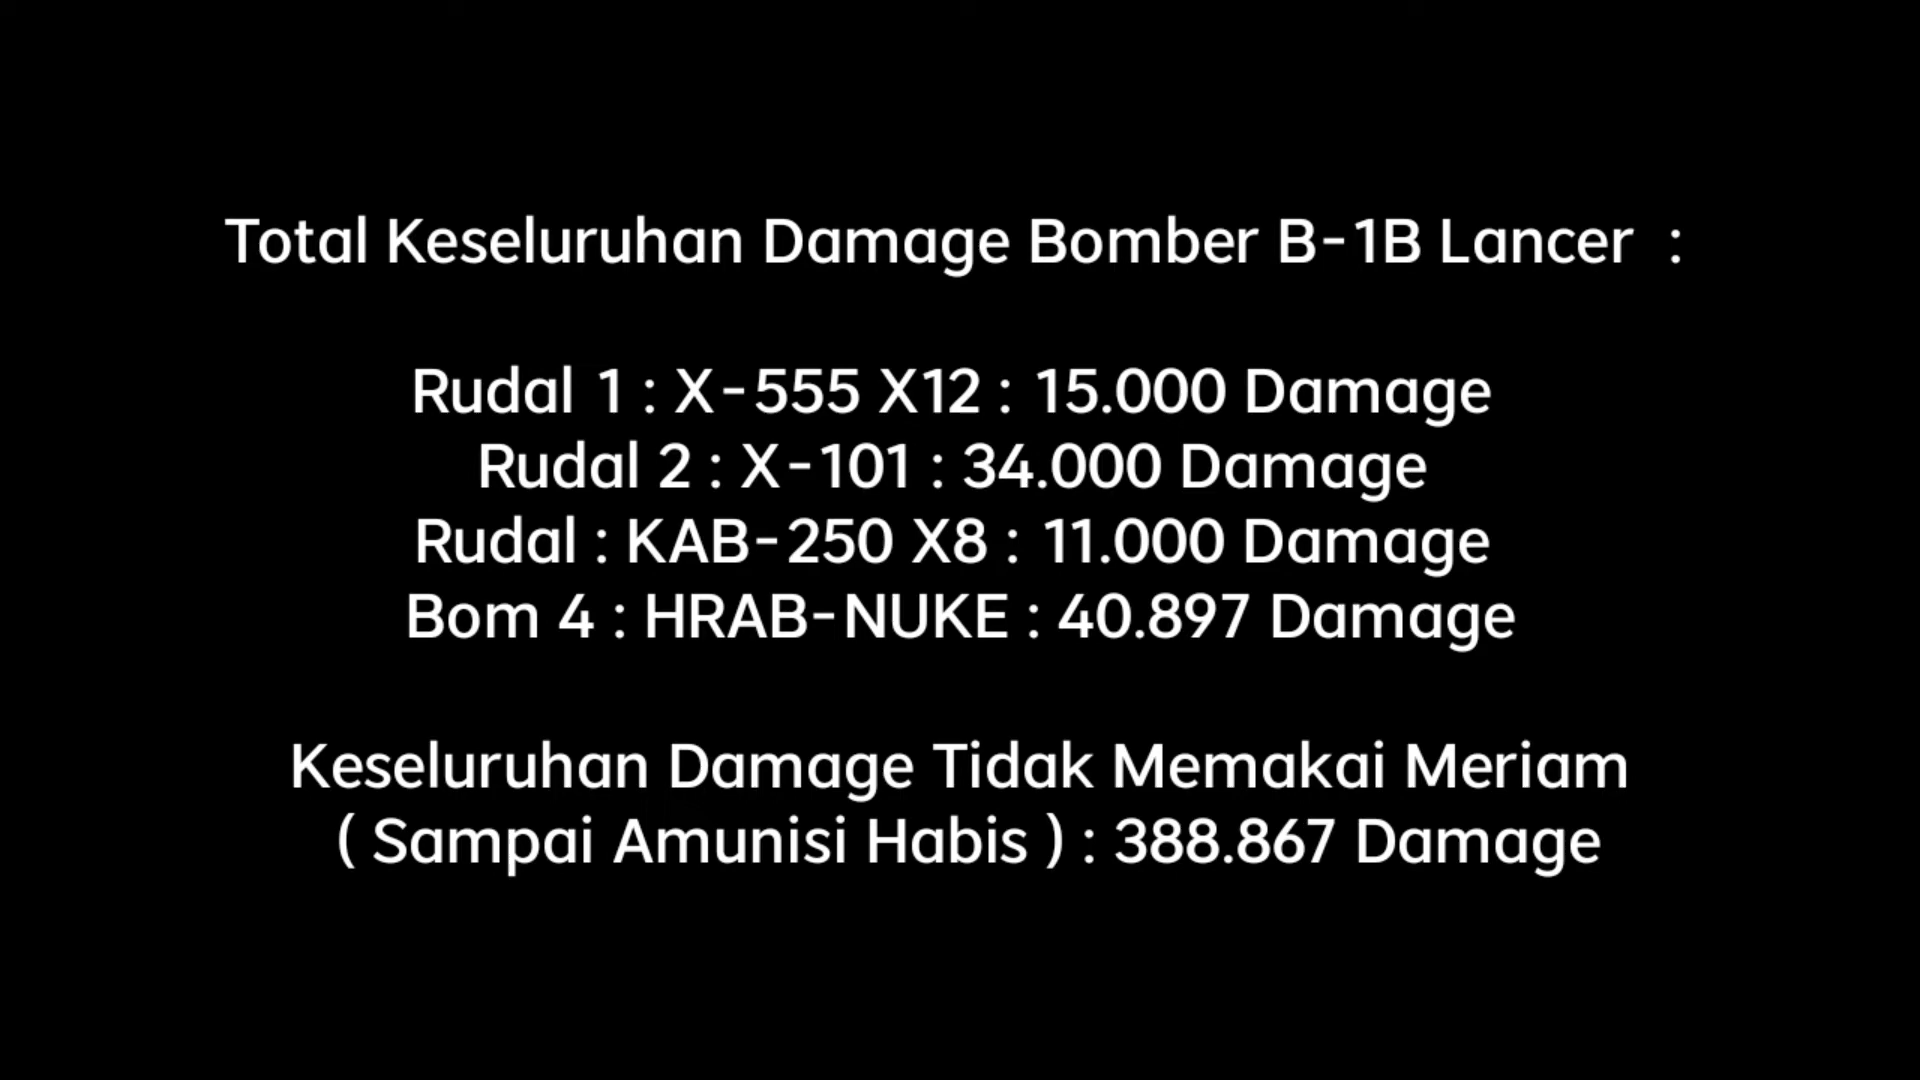 Total Keseluruhan Damage Bomber B-1B Lancer :
Rudal 1 : X-555 X12 : 15.000 Damage
Rudal 2 : X-101 : 34.000 Damage
Rudal : KAB-250 X8 : 11.000 Damage
Bom 4 : HRAB-NUKE : 40.897 Damage
Keseluruhan Damage Tidak Memakai Meriam
( Sampai Amunisi Habis ) : 388.867 Damage